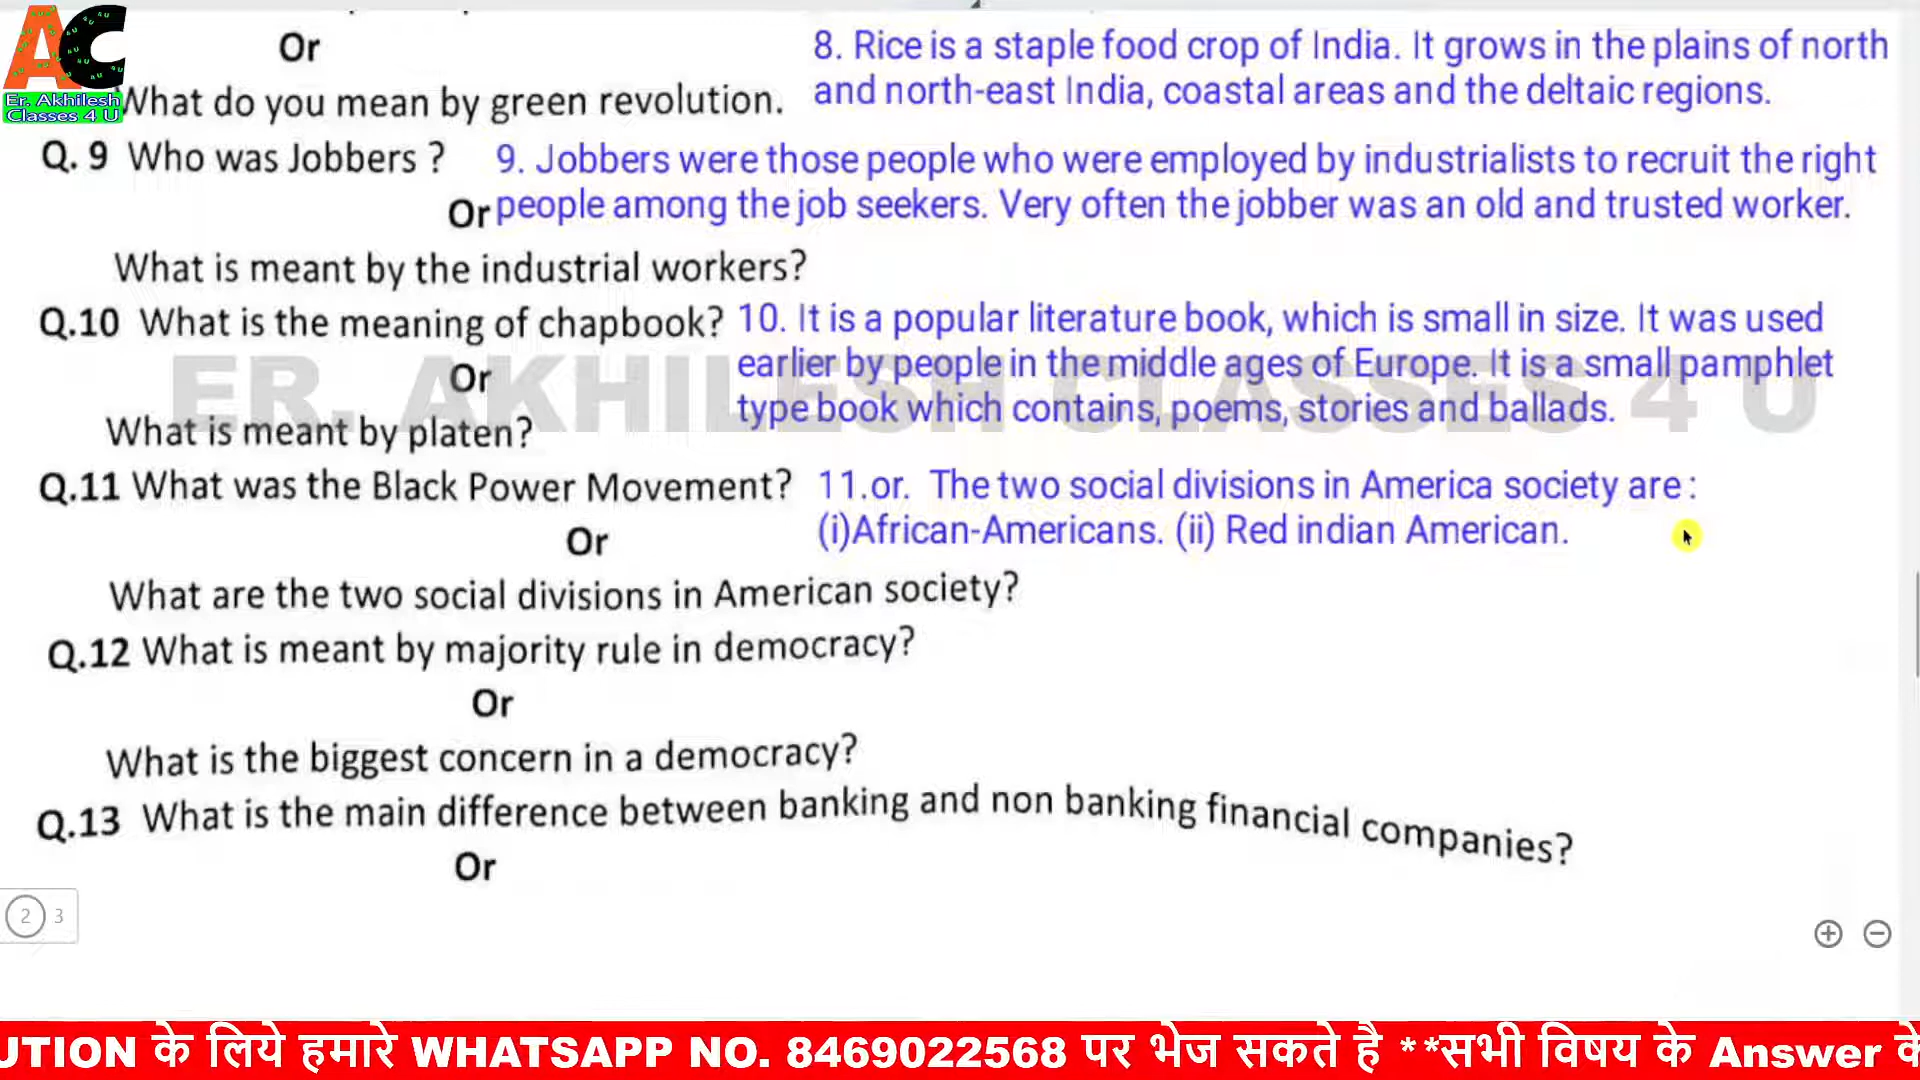 Or
What do you mean by green revolution.
8. Rice is a staple food crop of India. It grows in the plains of north
and north-east India, coastal areas and the deltaic regions.
AC
Er. Akhilesh
Classes 4 U
Q. 9 Who was Jobbers ?
9. Jobbers were those people who were employed by industrialists to recruit the right
people among the job seekers. Very often the jobber was an old and trusted worker.
Or
What is meant by the industrial workers?
Q.10 What is the meaning of chapbook?
10. It is a popular literature book, which is small in size. It was used
earlier by people in the middle ages of Europe. It is a small pamphlet
type book which contains, poems, stories and ballads.
ER. AKHILESH CLASSES 4 U
Or
What is meant by platen?
Q.11 What was the Black Power Movement?
11.or. The two social divisions in America society are :
(i)African-Americans. (ii) Red indian American.
Or
What are the two social divisions in American society?
Q.12 What is meant by majority rule in democracy?
Or
What is the biggest concern in a democracy?
Q.13 What is the main difference between banking and non banking financial companies?
Or
2 3
UTION के लिये हमारे WHATSAPP NO. 8469022568 पर भेज सकते है **सभी विषय के Answer के